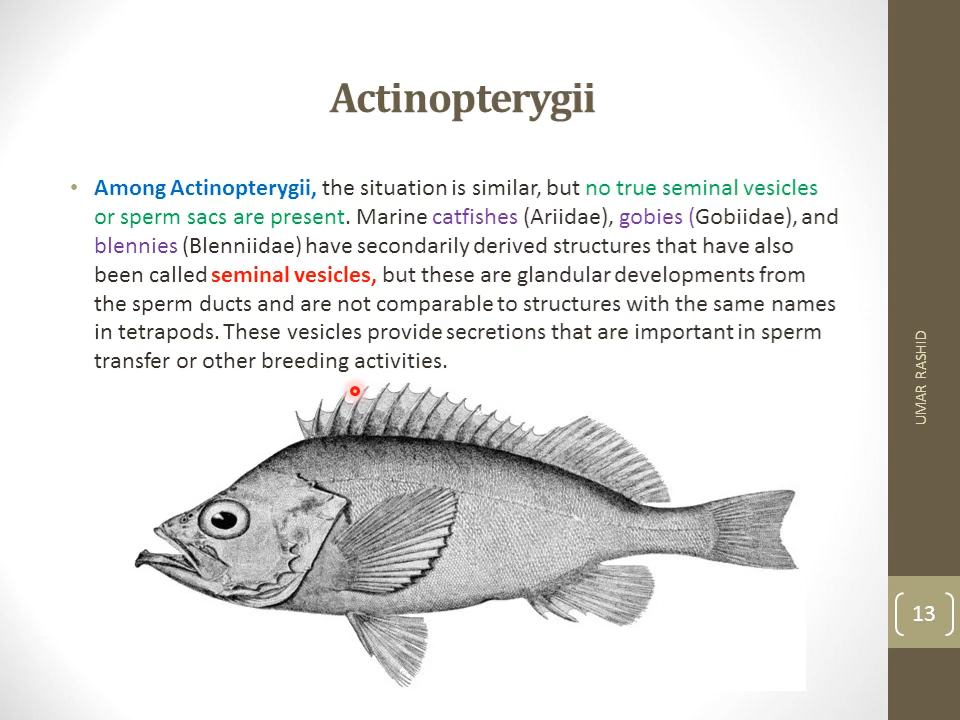 Actinopterygii
• Among Actinopterygii, the situation is similar, but no true seminal vesicles
or sperm sacs are present. Marine catfishes (Ariidae), gobies (Gobiidae), and
blennies (Blenniidae) have secondarily derived structures that have also
been called seminal vesicles, but these are glandular developments from
the sperm ducts and are not comparable to structures with the same names
in tetrapods. These vesicles provide secretions that are important in sperm
transfer or other breeding activities.
UMAR RASHID
13